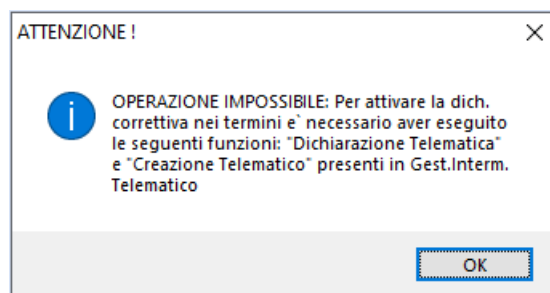 ATTENZIONE !
OPERAZIONE IMPOSSIBILE: Per attivare la dich.
correttiva nei termini e` necessario aver eseguito
le seguenti funzioni: "Dichiarazione Telematica"
e "Creazione Telematico" presenti in Gest.Interm.
Telematico
OK